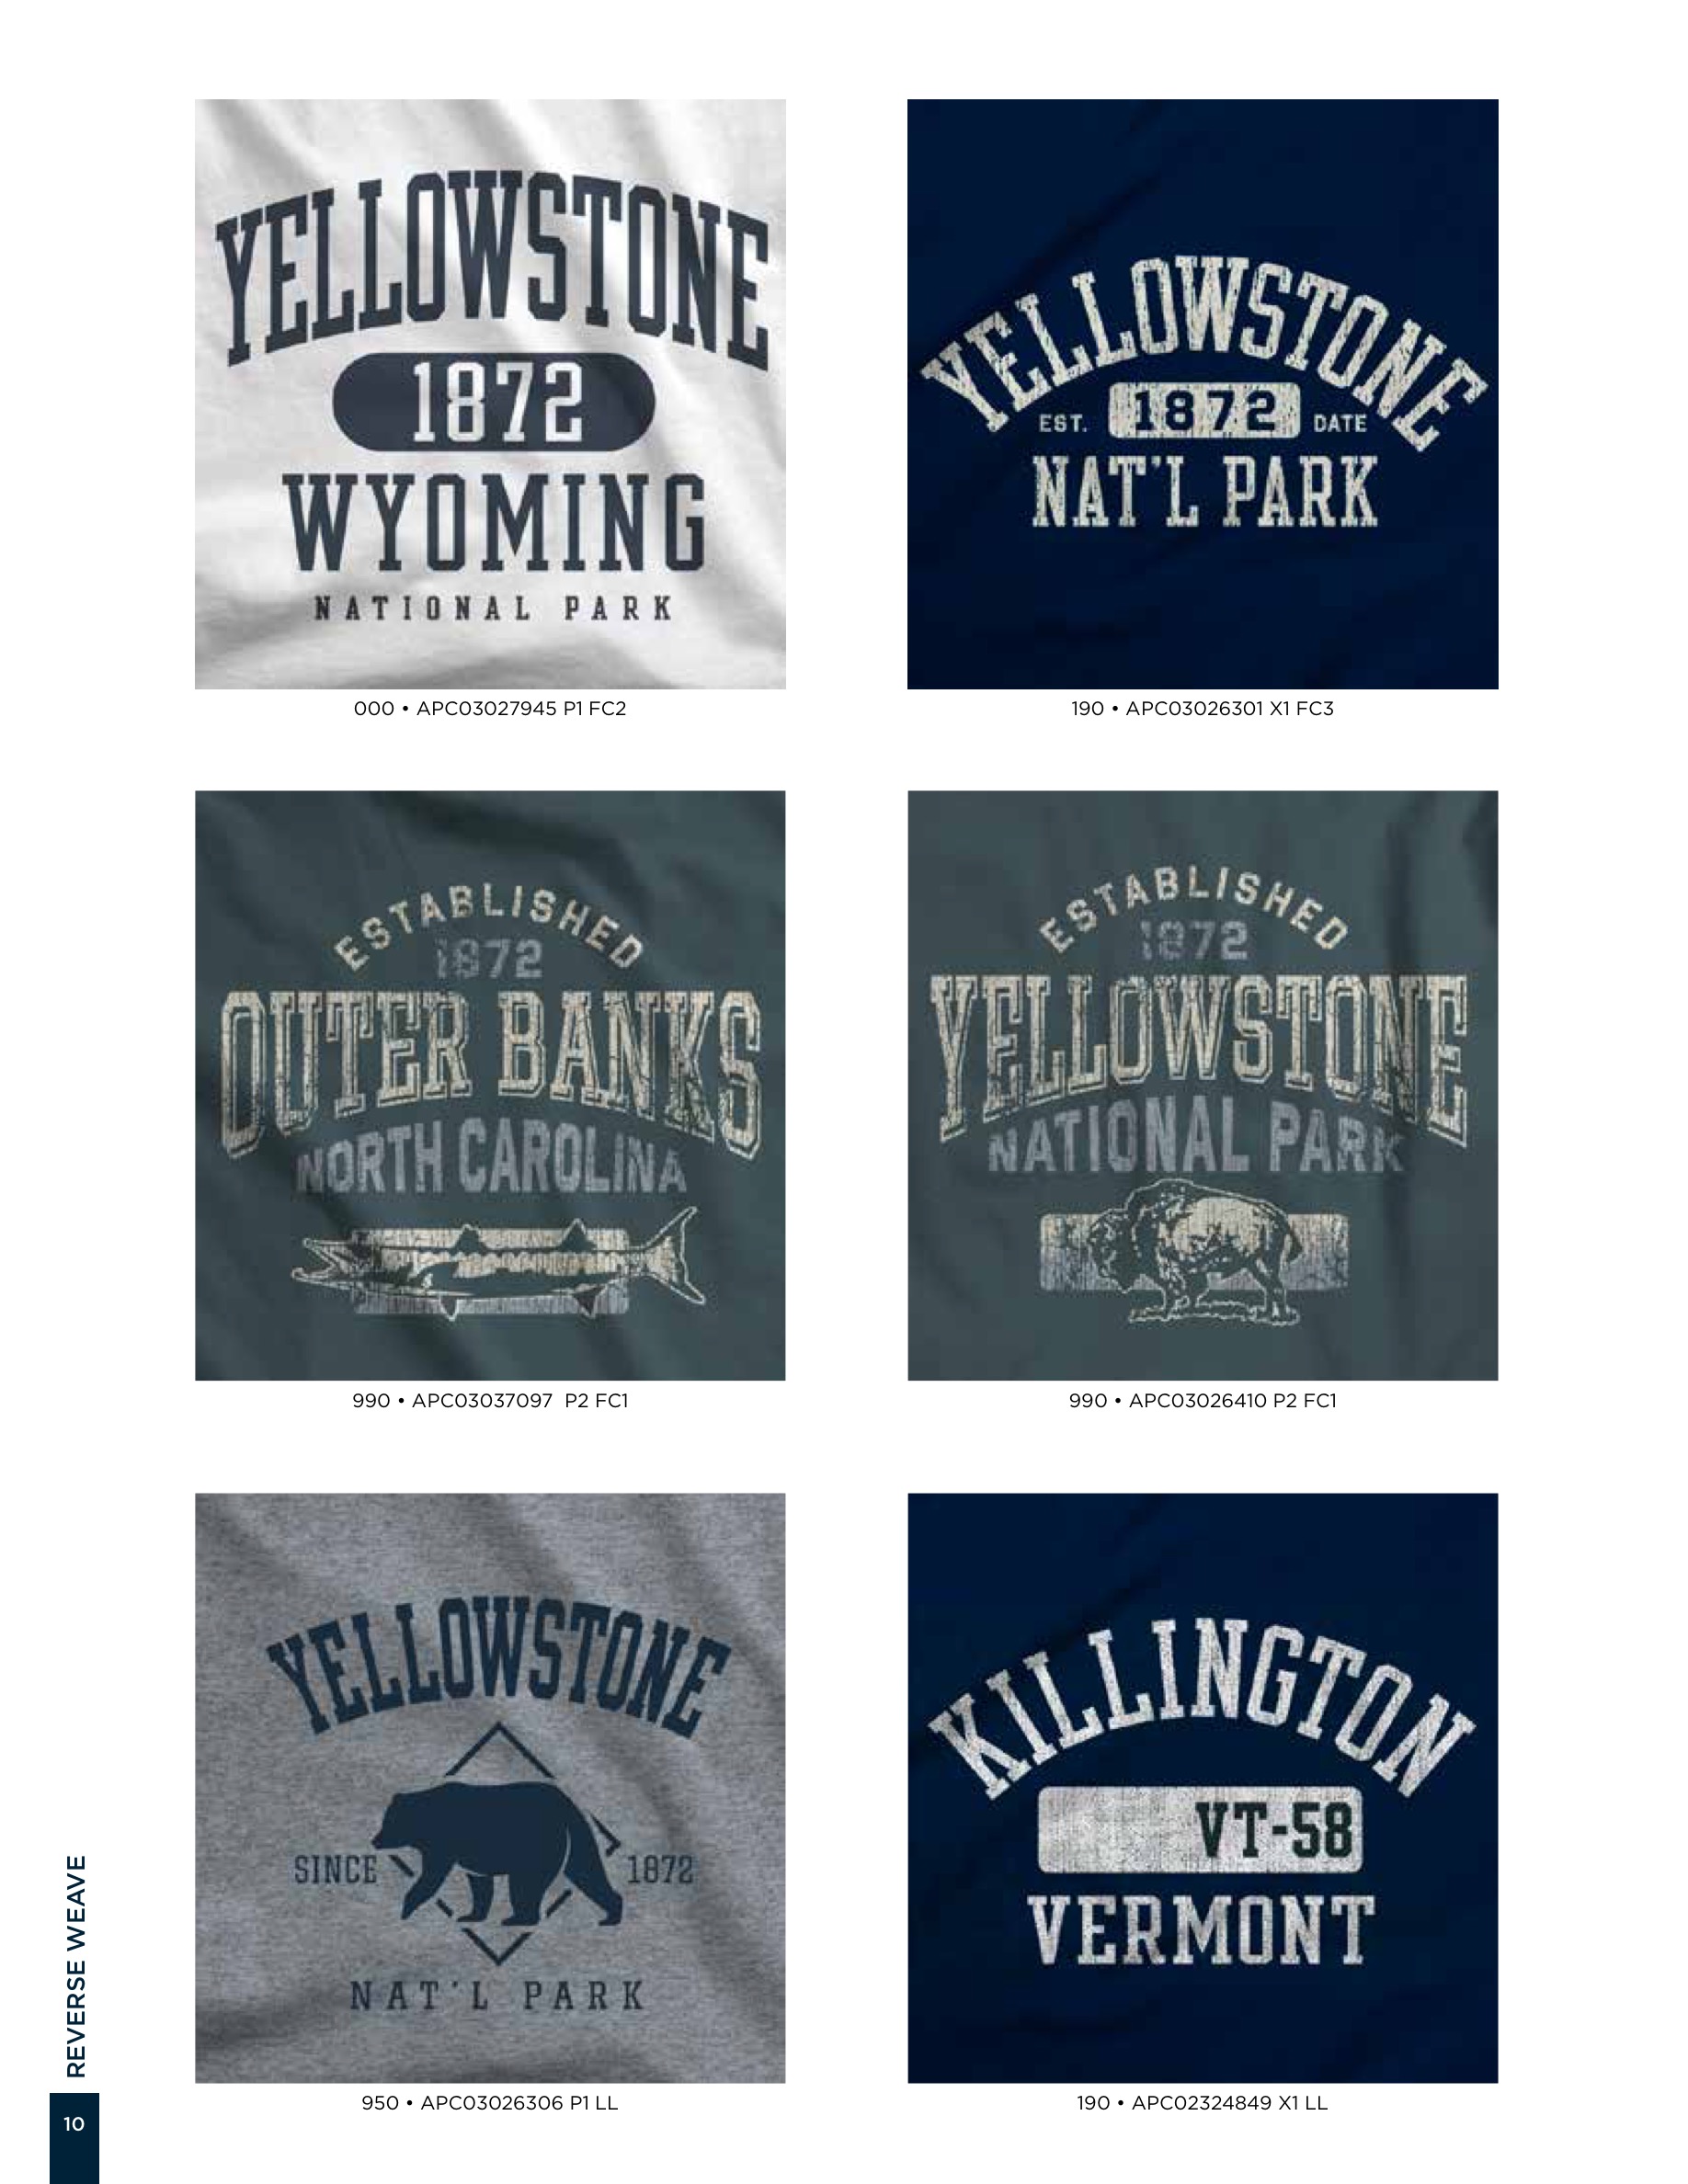 YELLOWSTONE
1872
WYOMING
NATIONAL PARK
000 • APC03027945 P1 FC2
YELLOWSTONE
EST. 1872 DATE
NAT'L PARK
190 • APC03026301 X1 FC3
ESTABLISHED
1872
OUTER BANKS
NORTH CAROLINA
990 • APC03037097 P2 FC1
ESTABLISHED
1872
YELLOWSTONE
NATIONAL PARK
990 • APC03026410 P2 FC1
YELLOWSTONE
SINCE 1872
NAT'L PARK
950 • APC03026306 P1 LL
KILLINGTON
VT-58
VERMONT
190 • APC02324849 X1 LL
REVERSE WEAVE
10